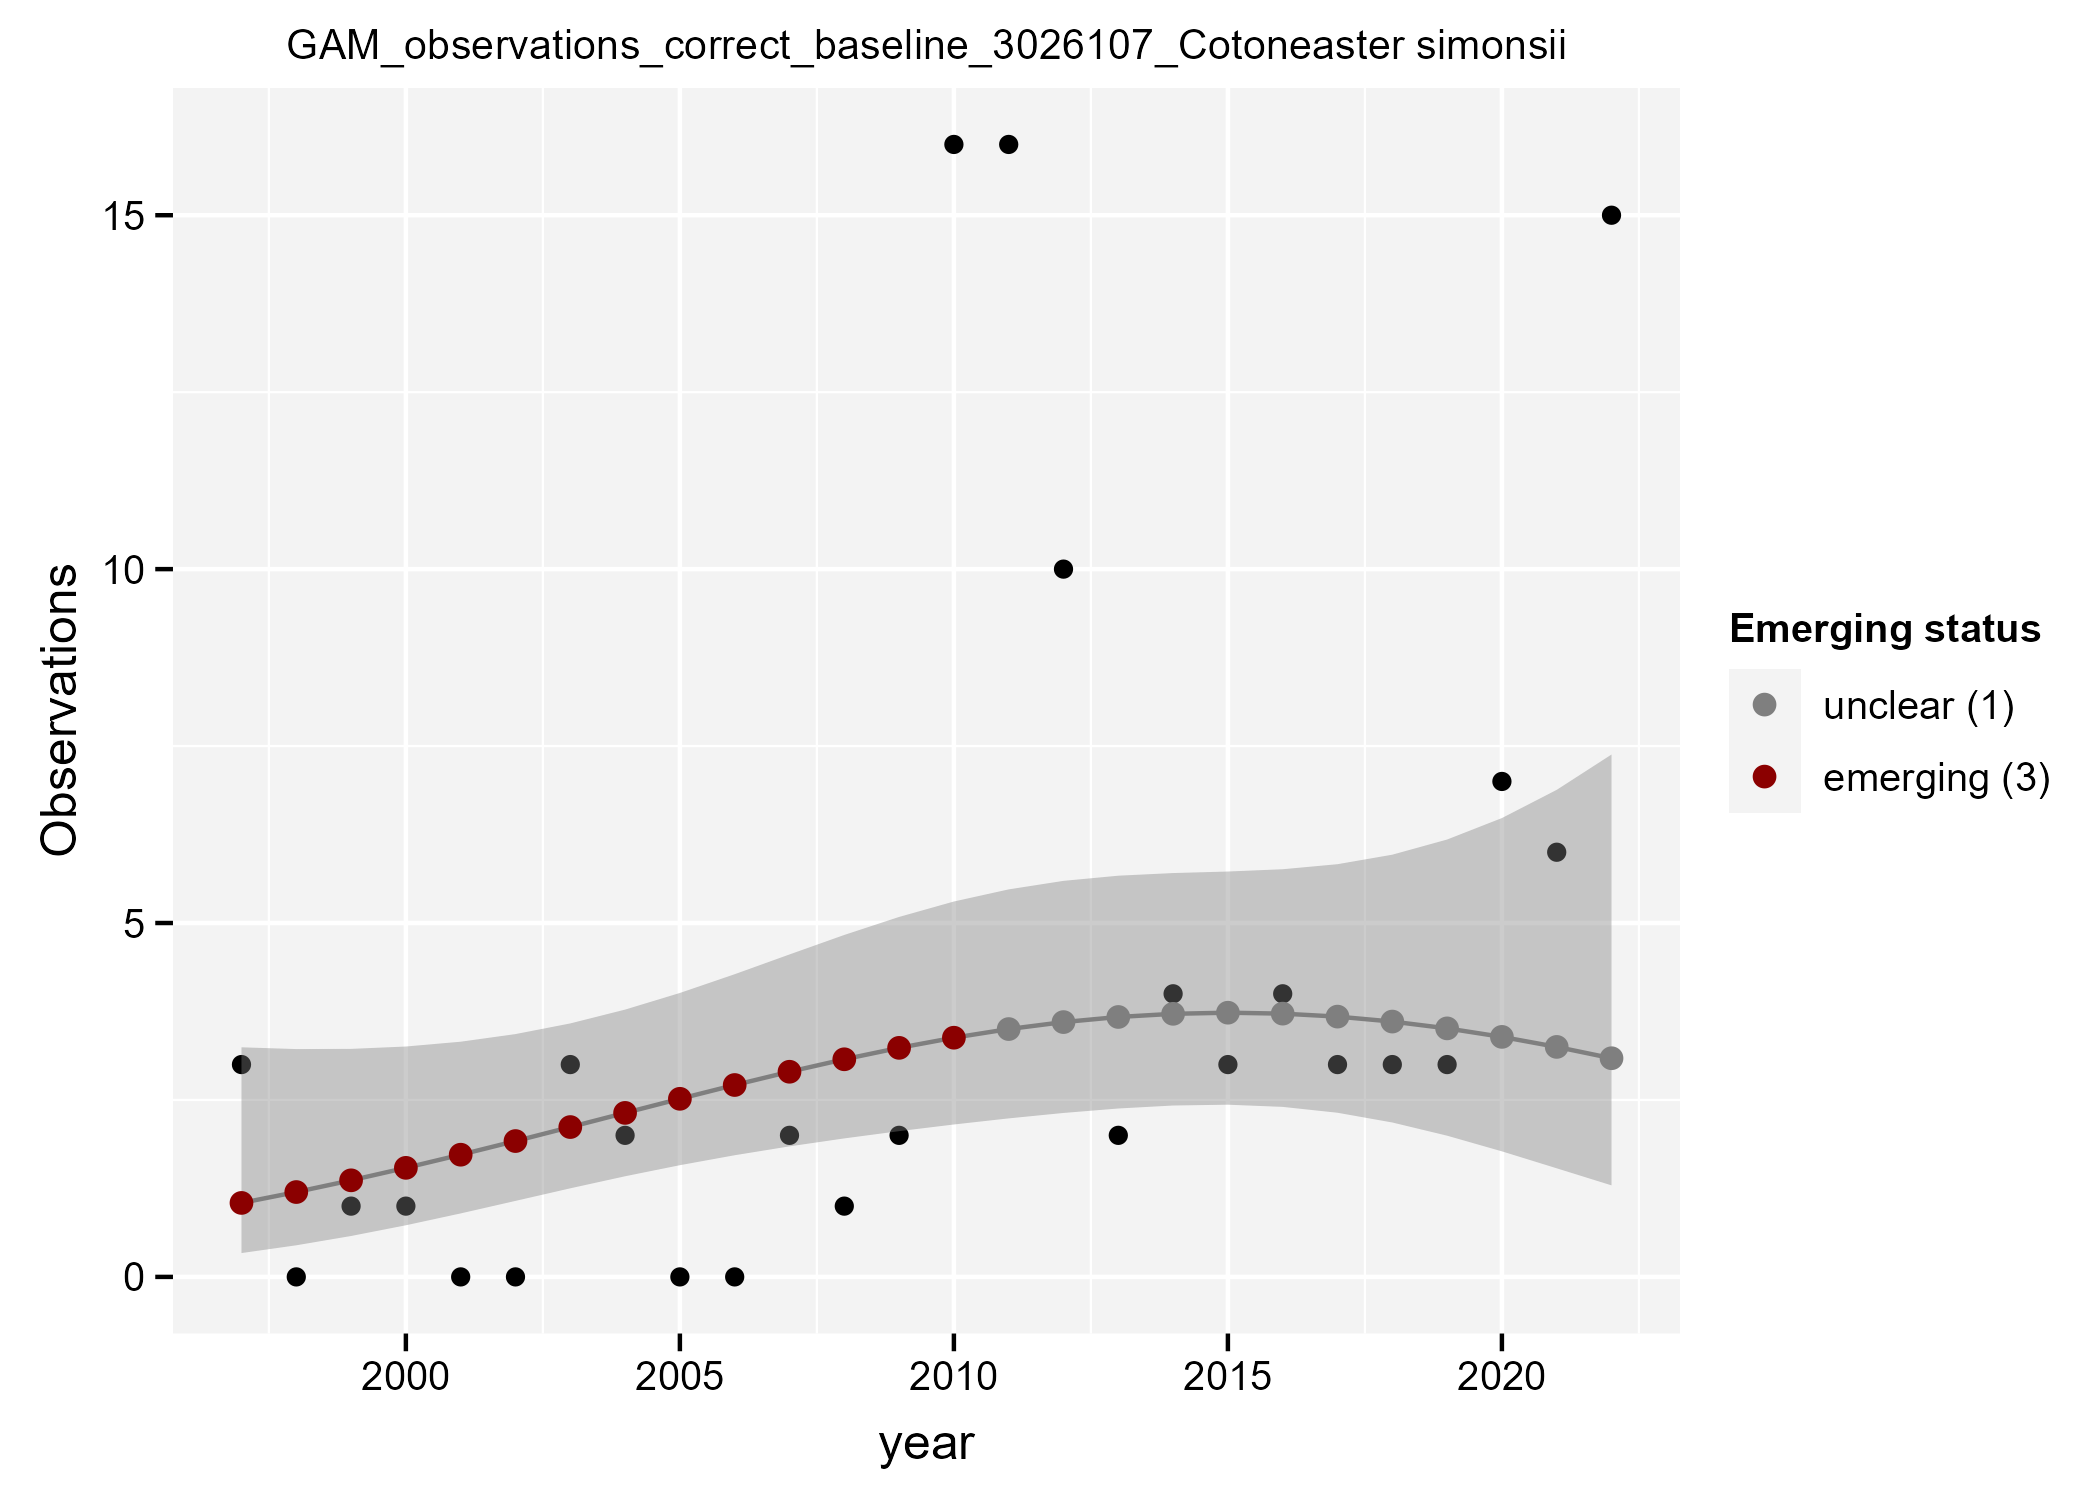 GAM_observations_correct_baseline_3026107_Cotoneaster simonsii
15
10
5
0
Observations
2000
2005
2010
2015
2020
year
Emerging status
unclear (1)
emerging (3)